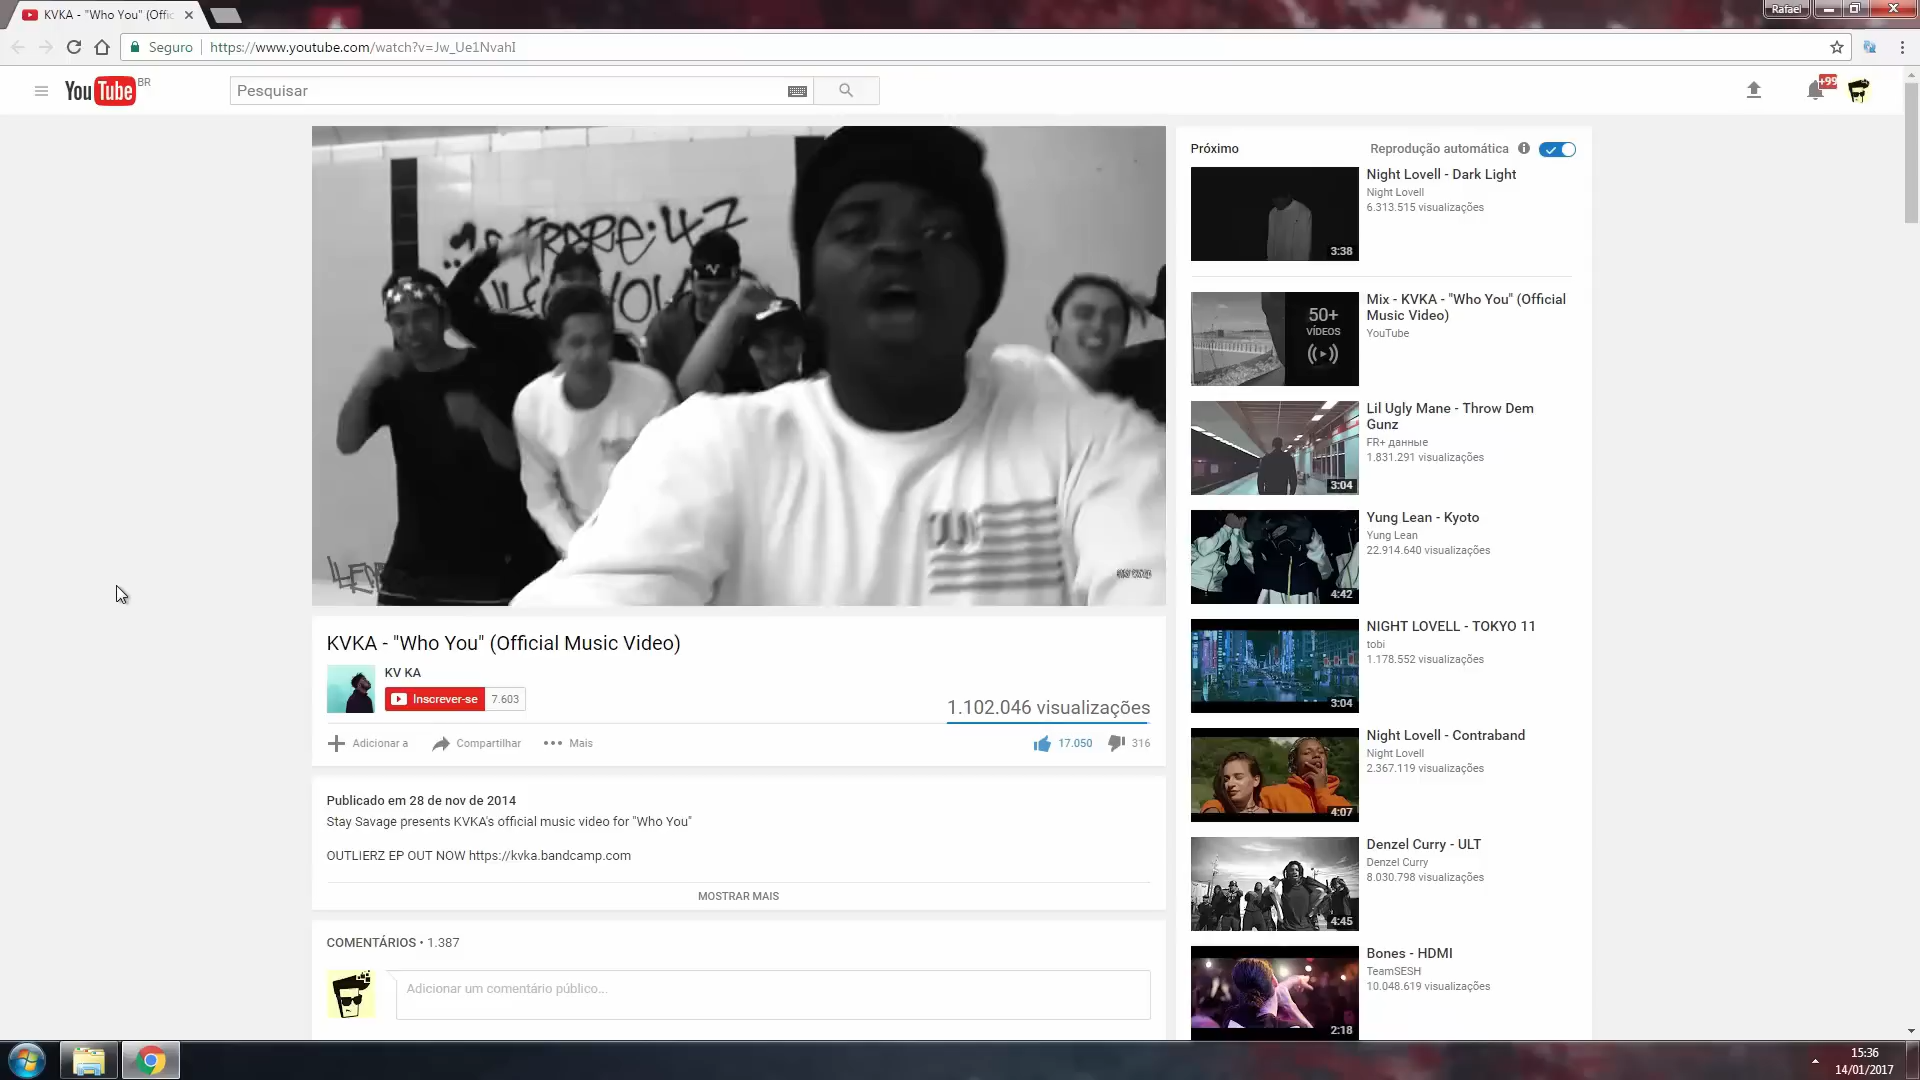 KVKA - "Who You" (Offic
Rafael
Seguro
https://www.youtube.com/watch?v=Jw_Ue1NvahI
YouTube BR
Pesquisar
+99
KVKA - "Who You" (Official Music Video)
KV KA
Inscrever-se 7.603
1.102.046 visualizações
Adicionar a Compartilhar Mais
17.050 316
Publicado em 28 de nov de 2014
Stay Savage presents KVKA's official music video for "Who You"
OUTLIERZ EP OUT NOW https://kvka.bandcamp.com
MOSTRAR MAIS
COMENTÁRIOS • 1.387
Adicionar um comentário público...
Próximo
Reprodução automática
Night Lovell - Dark Light
Night Lovell
6.313.515 visualizações
3:38
Mix - KVKA - "Who You" (Official
Music Video)
YouTube
50+
VÍDEOS
Lil Ugly Mane - Throw Dem
Gunz
FR+ данные
1.831.291 visualizações
3:04
Yung Lean - Kyoto
Yung Lean
22.914.640 visualizações
4:42
NIGHT LOVELL - TOKYO 11
tobi
1.178.552 visualizações
3:04
Night Lovell - Contraband
Night Lovell
2.367.119 visualizações
4:07
Denzel Curry - ULT
Denzel Curry
8.030.798 visualizações
4:45
Bones - HDMI
TeamSESH
10.048.619 visualizações
2:18
15:36
14/01/2017